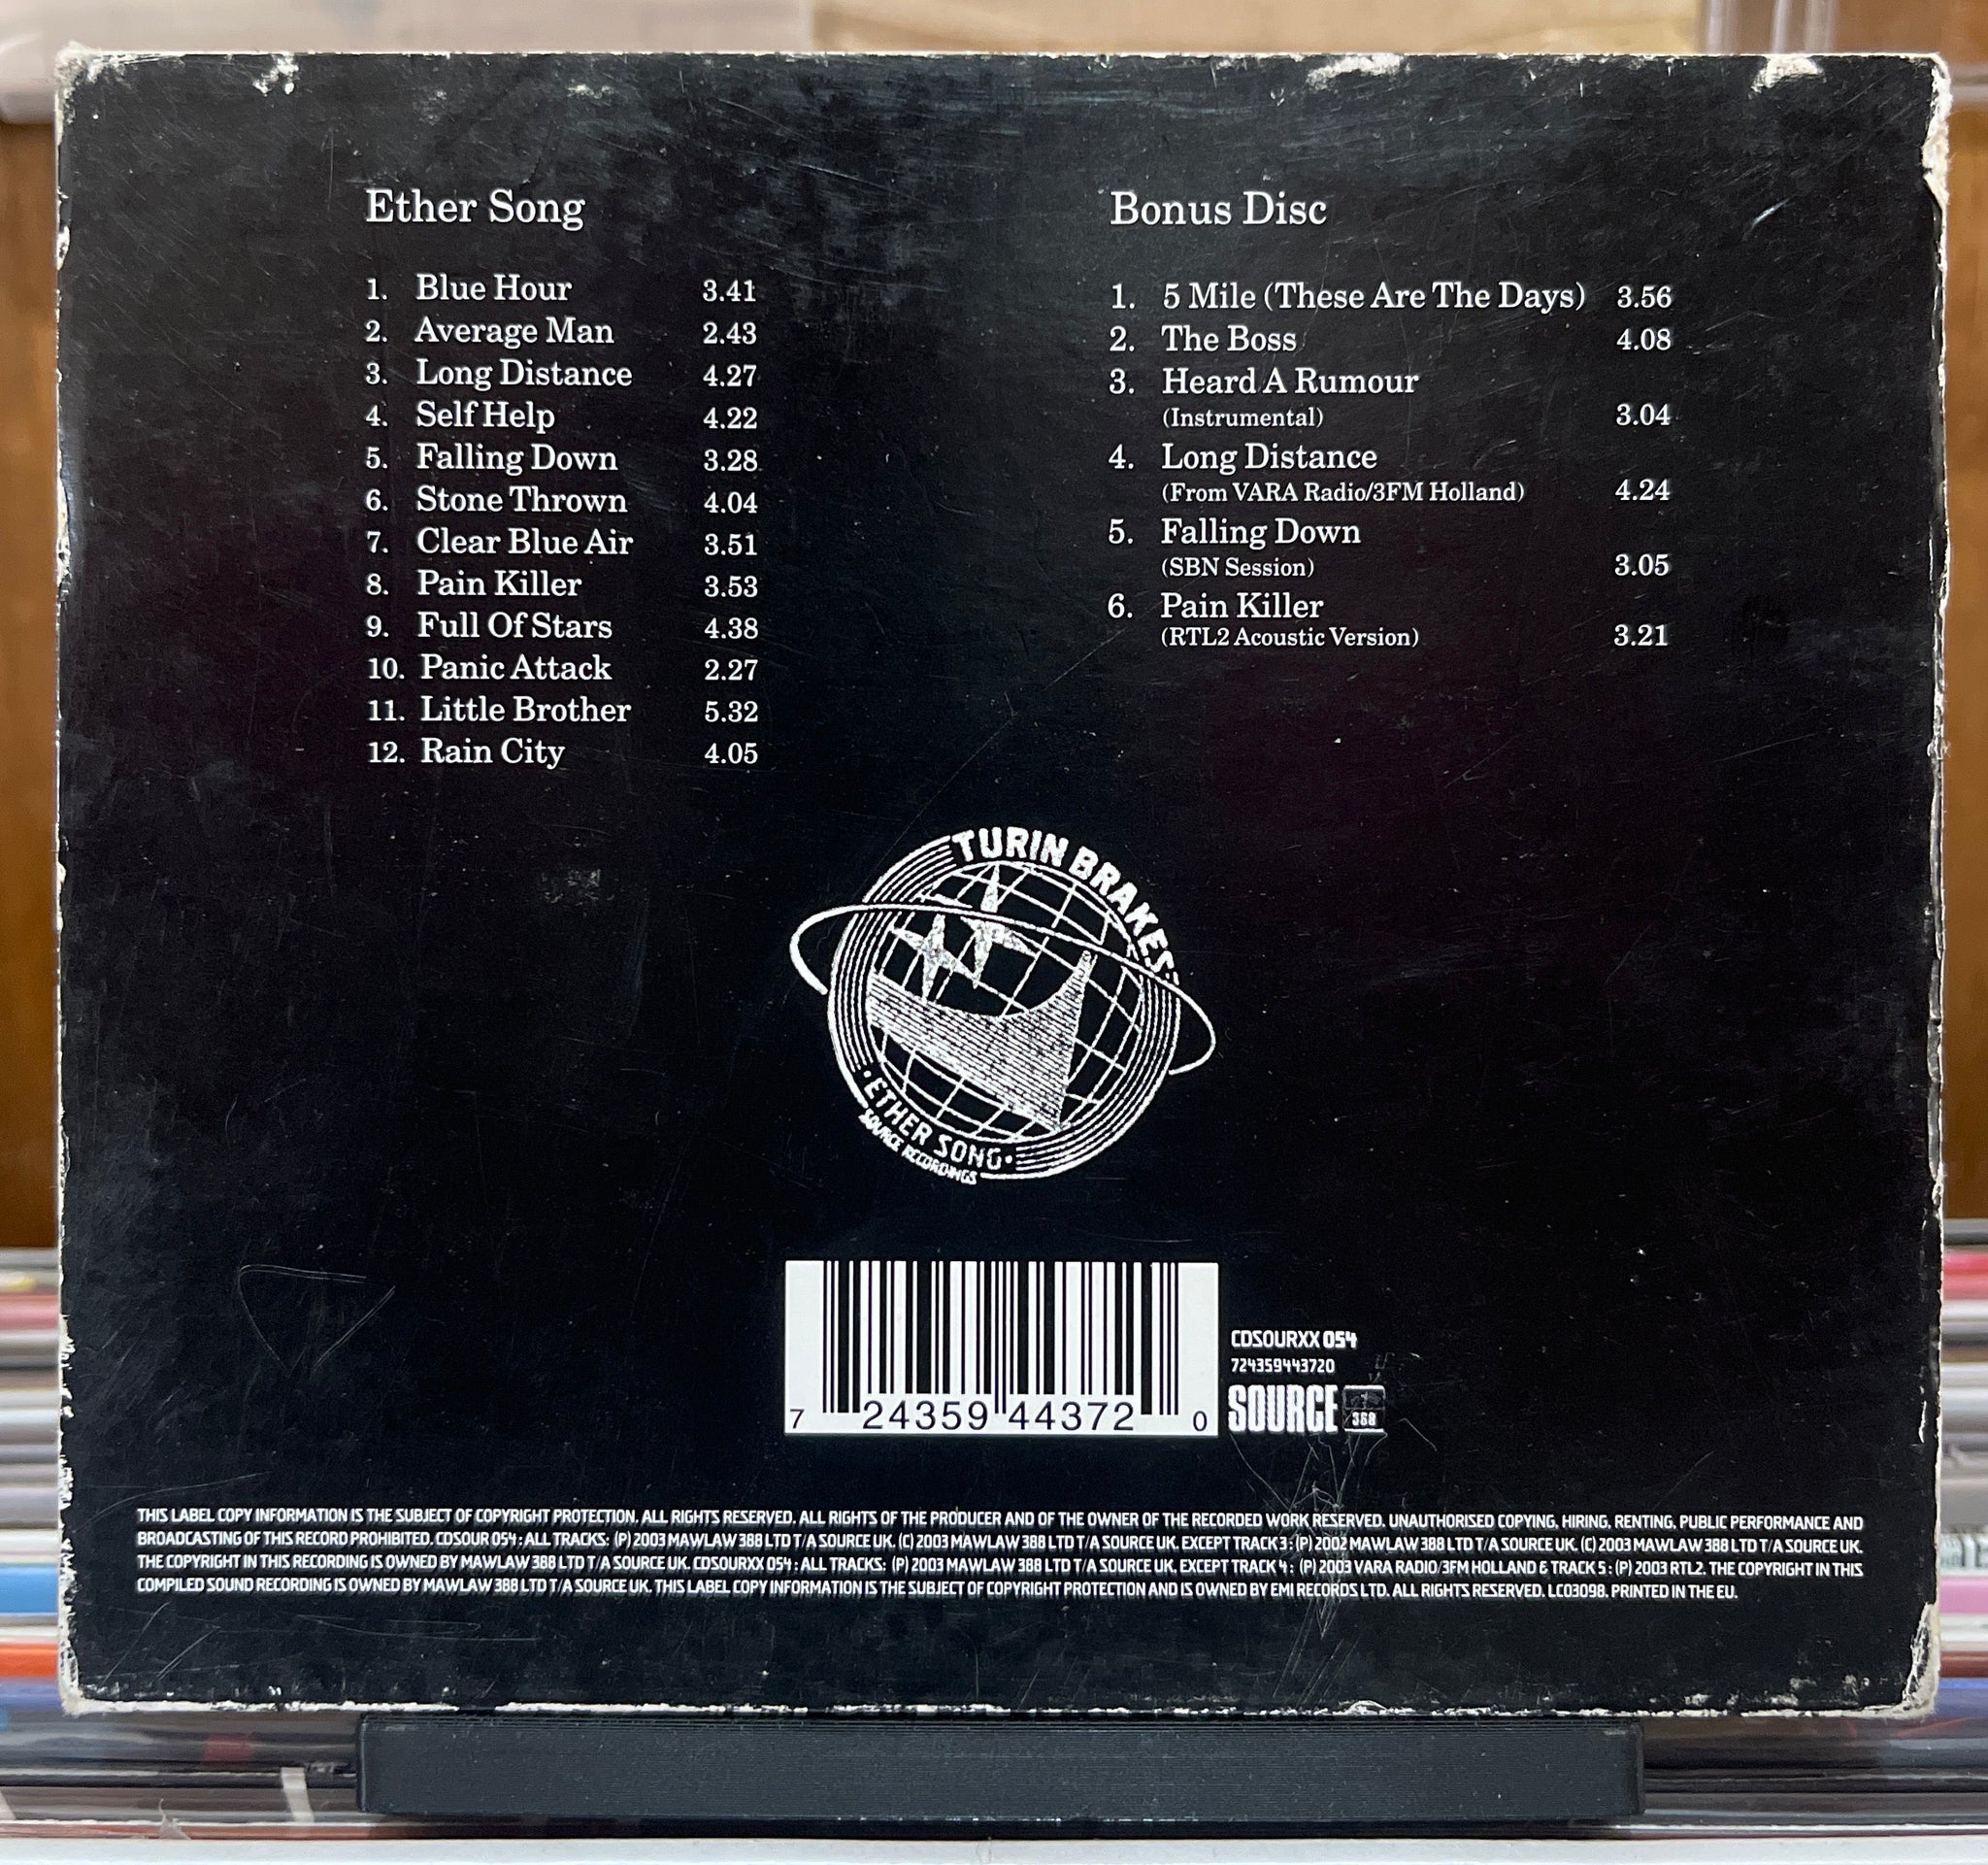 Ether Song
1. Blue Hour 3.41
2. Average Man 2.43
3. Long Distance 4.27
4. Self Help 4.22
5. Falling Down 3.28
6. Stone Thrown 4.04
7. Clear Blue Air 3.51
8. Pain Killer 3.53
9. Full Of Stars 4.38
10. Panic Attack 2.27
11. Little Brother 5.32
12. Rain City 4.05
Bonus Disc
1. 5 Mile (These Are The Days) 3.56
2. The Boss 4.08
3. Heard A Rumour
(Instrumental) 3.04
4. Long Distance
(From VARA Radio/3FM Holland) 4.24
5. Falling Down
(SBN Session) 3.05
6. Pain Killer
(RTL2 Acoustic Version) 3.21
TURIN BRAKES
·ETHER SONG·
SOURCE RECORDINGS
7 24359 44372 0
CDSOURXX 054
724359443720
SOURCE 388
THIS LABEL COPY INFORMATION IS THE SUBJECT OF COPYRIGHT PROTECTION. ALL RIGHTS RESERVED. ALL RIGHTS OF THE PRODUCER AND OF THE OWNER OF THE RECORDED WORK RESERVED. UNAUTHORISED COPYING, HIRING, RENTING, PUBLIC PERFORMANCE AND
BROADCASTING OF THIS RECORD PROHIBITED. CDSOUR 054: ALL TRACKS: (P) 2003 MAWLAW 388 LTD T/A SOURCE UK. (C) 2003 MAWLAW 388 LTD T/A SOURCE UK. EXCEPT TRACK 3: (P) 2002 MAWLAW 388 LTD T/A SOURCE UK. (C) 2003 MAWLAW 388 LTD T/A SOURCE UK.
THE COPYRIGHT IN THIS RECORDING IS OWNED BY MAWLAW 388 LTD T/A SOURCE UK. CDSOURXX 054: ALL TRACKS: (P) 2003 MAWLAW 388 LTD T/A SOURCE UK. EXCEPT TRACK 4: (P) 2003 VARA RADIO/3FM HOLLAND & TRACK 5: (P) 2003 RTL2. THE COPYRIGHT IN THIS
COMPILED SOUND RECORDING IS OWNED BY MAWLAW 388 LTD T/A SOURCE UK. THIS LABEL COPY INFORMATION IS THE SUBJECT OF COPYRIGHT PROTECTION AND IS OWNED BY EMI RECORDS LTD. ALL RIGHTS RESERVED. LC03098. PRINTED IN THE EU.